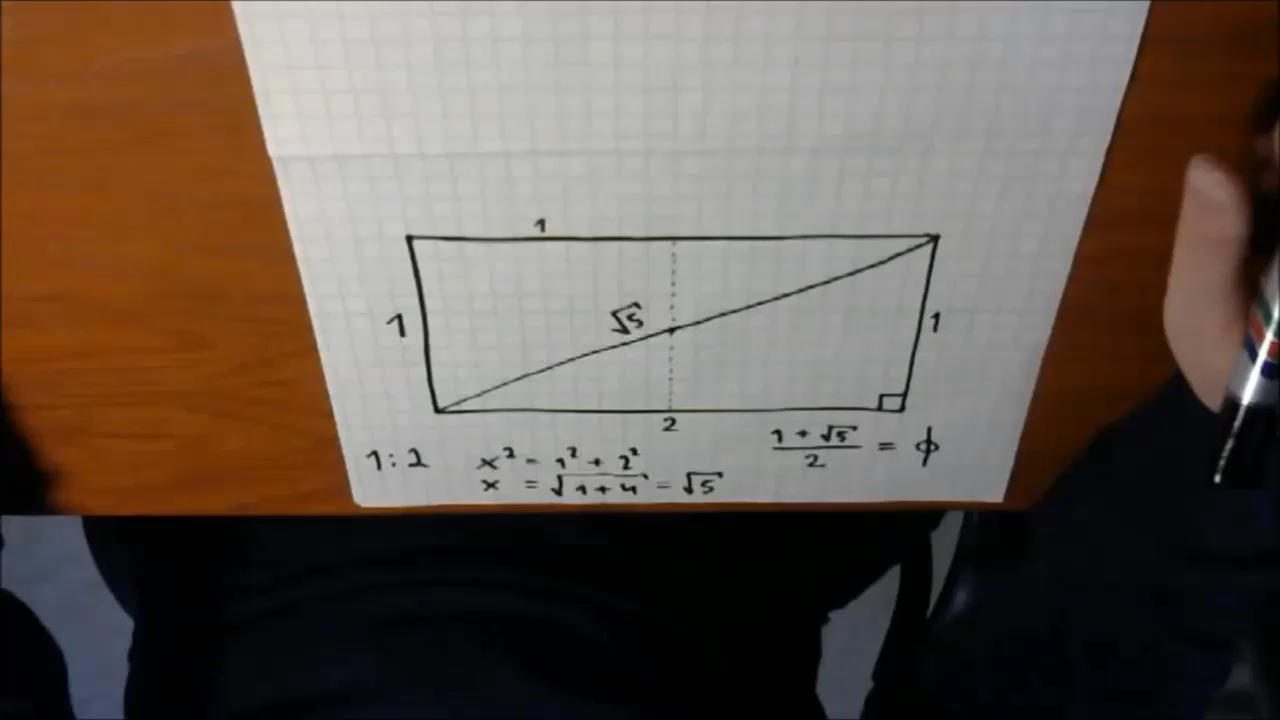 1
√5
1
1
2
1+√5/2 = ϕ
1:2
x² = 1² + 2²
x = √1+4 = √5